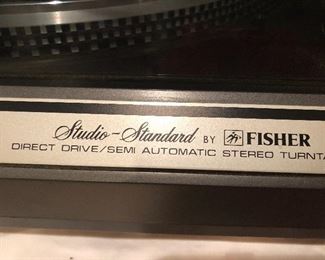 Studio-Standard BY FISHER
DIRECT DRIVE/SEMI AUTOMATIC STEREO TURNTA